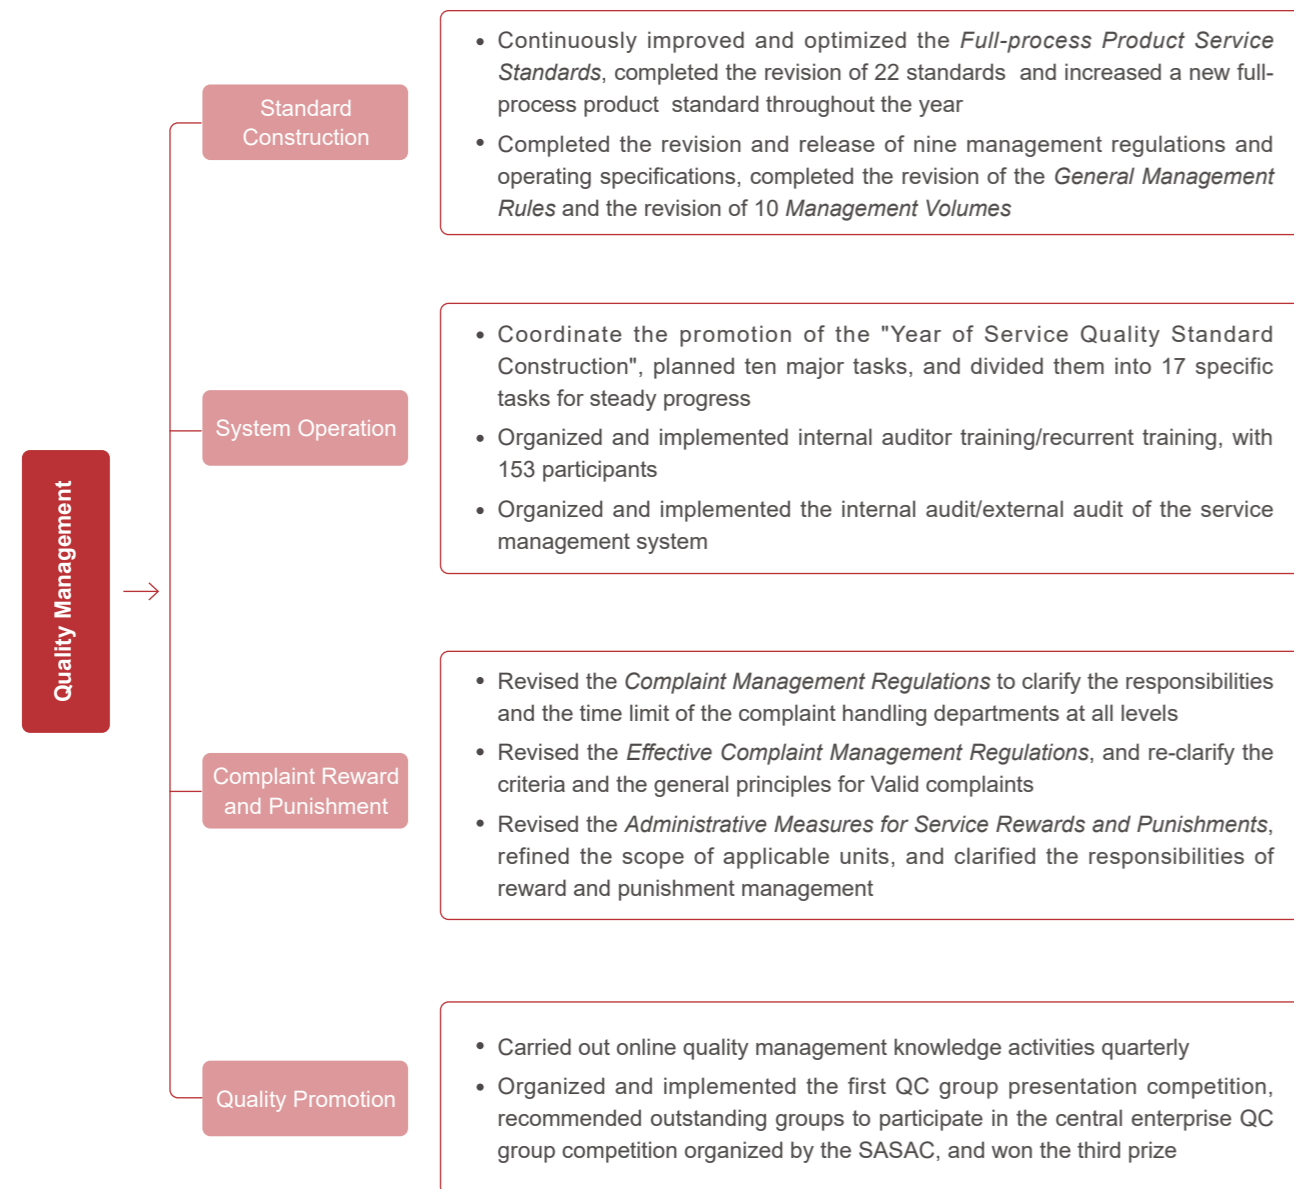 Quality Management
Standard
Construction
• Continuously improved and optimized the Full-process Product Service
Standards, completed the revision of 22 standards and increased a new full-
process product standard throughout the year
• Completed the revision and release of nine management regulations and
operating specifications, completed the revision of the General Management
Rules and the revision of 10 Management Volumes
System Operation
• Coordinate the promotion of the "Year of Service Quality Standard
Construction", planned ten major tasks, and divided them into 17 specific
tasks for steady progress
• Organized and implemented internal auditor training/recurrent training, with
153 participants
• Organized and implemented the internal audit/external audit of the service
management system
Complaint Reward
and Punishment
• Revised the Complaint Management Regulations to clarify the responsibilities
and the time limit of the complaint handling departments at all levels
• Revised the Effective Complaint Management Regulations, and re-clarify the
criteria and the general principles for Valid complaints
• Revised the Administrative Measures for Service Rewards and Punishments,
refined the scope of applicable units, and clarified the responsibilities of
reward and punishment management
Quality Promotion
• Carried out online quality management knowledge activities quarterly
• Organized and implemented the first QC group presentation competition,
recommended outstanding groups to participate in the central enterprise QC
group competition organized by the SASAC, and won the third prize